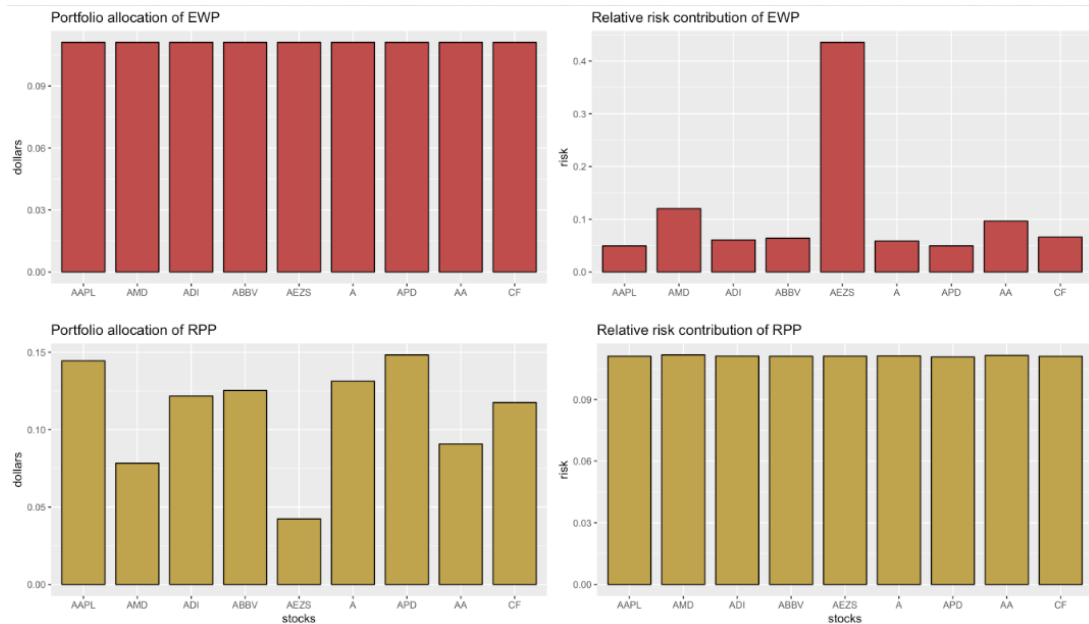 Portfolio allocation of EWP
dollars
0.09
0.06
0.03
0.00
AAPL AMD ADI ABBV AEZS A APD AA CF
Relative risk contribution of EWP
risk
0.4
0.3
0.2
0.1
0.0
AAPL AMD ADI ABBV AEZS A APD AA CF
Portfolio allocation of RPP
dollars
0.15
0.10
0.05
0.00
AAPL AMD ADI ABBV AEZS A APD AA CF
stocks
Relative risk contribution of RPP
risk
0.09
0.06
0.03
0.00
AAPL AMD ADI ABBV AEZS A APD AA CF
stocks